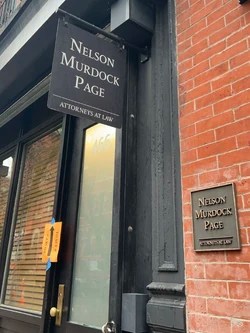 NELSON
MURDOCK
PAGE
ATTORNEYS AT LAW
NELSON
MURDOCK
PAGE
ATTORNEYS AT LAW